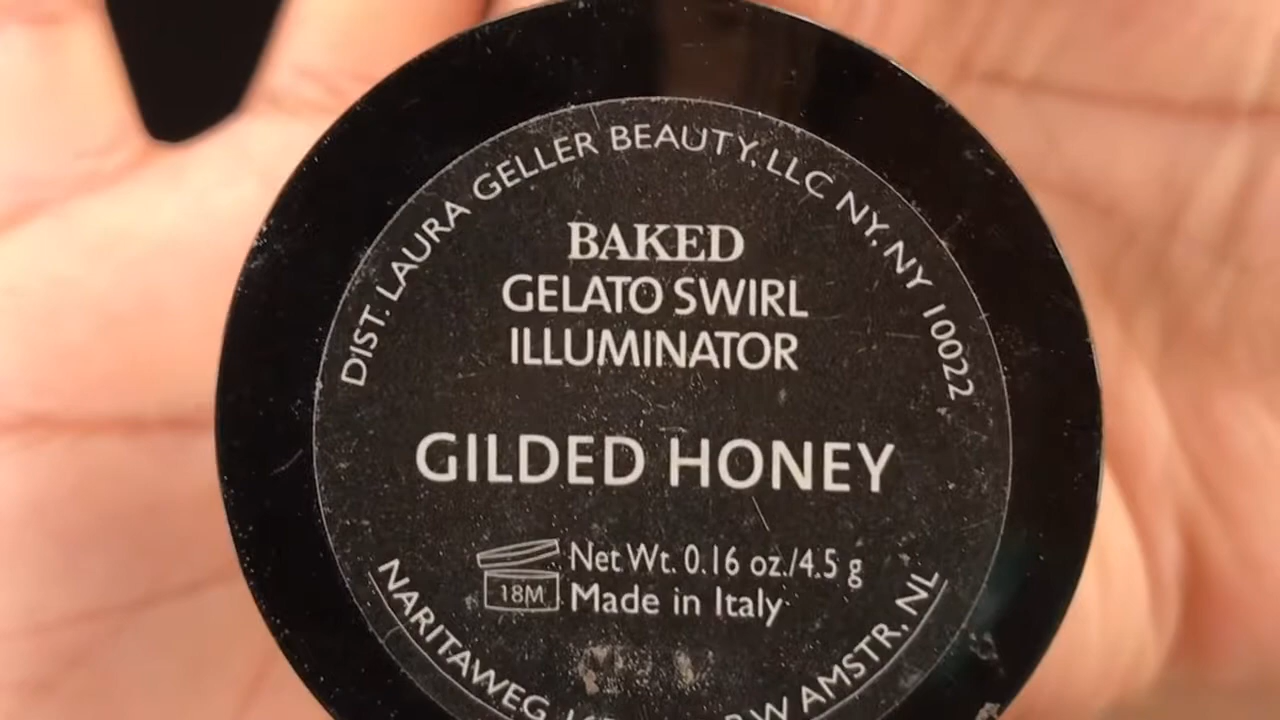 DIST. LAURA GELLER BEAUTY, LLC NY, NY 10022
BAKED
GELATO SWIRL
ILLUMINATOR
GILDED HONEY
Net Wt. 0.16 oz./4.5 g
18M Made in Italy
NARITAWEG AMSTR, NL